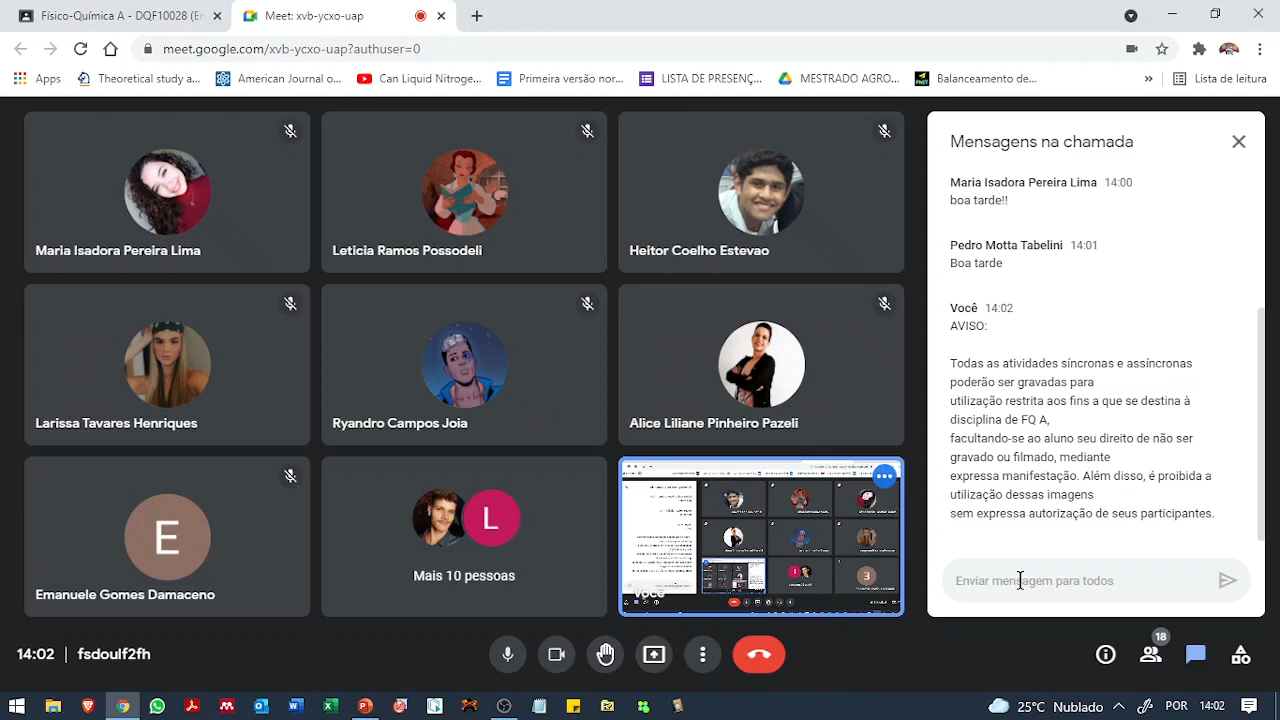 Físico-Química - DQF10028 (Er
Meet: xvb-ycxo-uap
meet.google.com/xvb-ycxo-uap?authuser=0
Apps
Theoretical study a...
American Journal o...
Can Liquid Nitroge...
Primeira versão nor...
LISTA DE PRESENÇ...
MESTRADO AGRO...
Balanceamento de...
»
Lista de leitura
Maria Isadora Pereira Lima
Leticia Ramos Possodeli
Heitor Coelho Estevao
Larissa Tavares Henriques
Ryandro Campos Joia
Alice Liliane Pinheiro Pazeli
E
Emanuele Gomes Damaceno
L
Mais 10 pessoas
Você
Mensagens na chamada
Maria Isadora Pereira Lima 14:00
boa tarde!!
Pedro Motta Tabelini 14:01
Boa tarde
Você 14:02
AVISO:
Todas as atividades síncronas e assíncronas
poderão ser gravadas para
utilização restrita aos fins a que se destina à
disciplina de FQ A,
facultando-se ao aluno seu direito de não ser
gravado ou filmado, mediante
expressa manifestação. Além disso, é proibida a
utilização dessas imagens
sem expressa autorização de seus participantes.
Enviar mensagem para todos
14:02 | fsdoulf2fh
18
25°C Nublado
POR
14:02